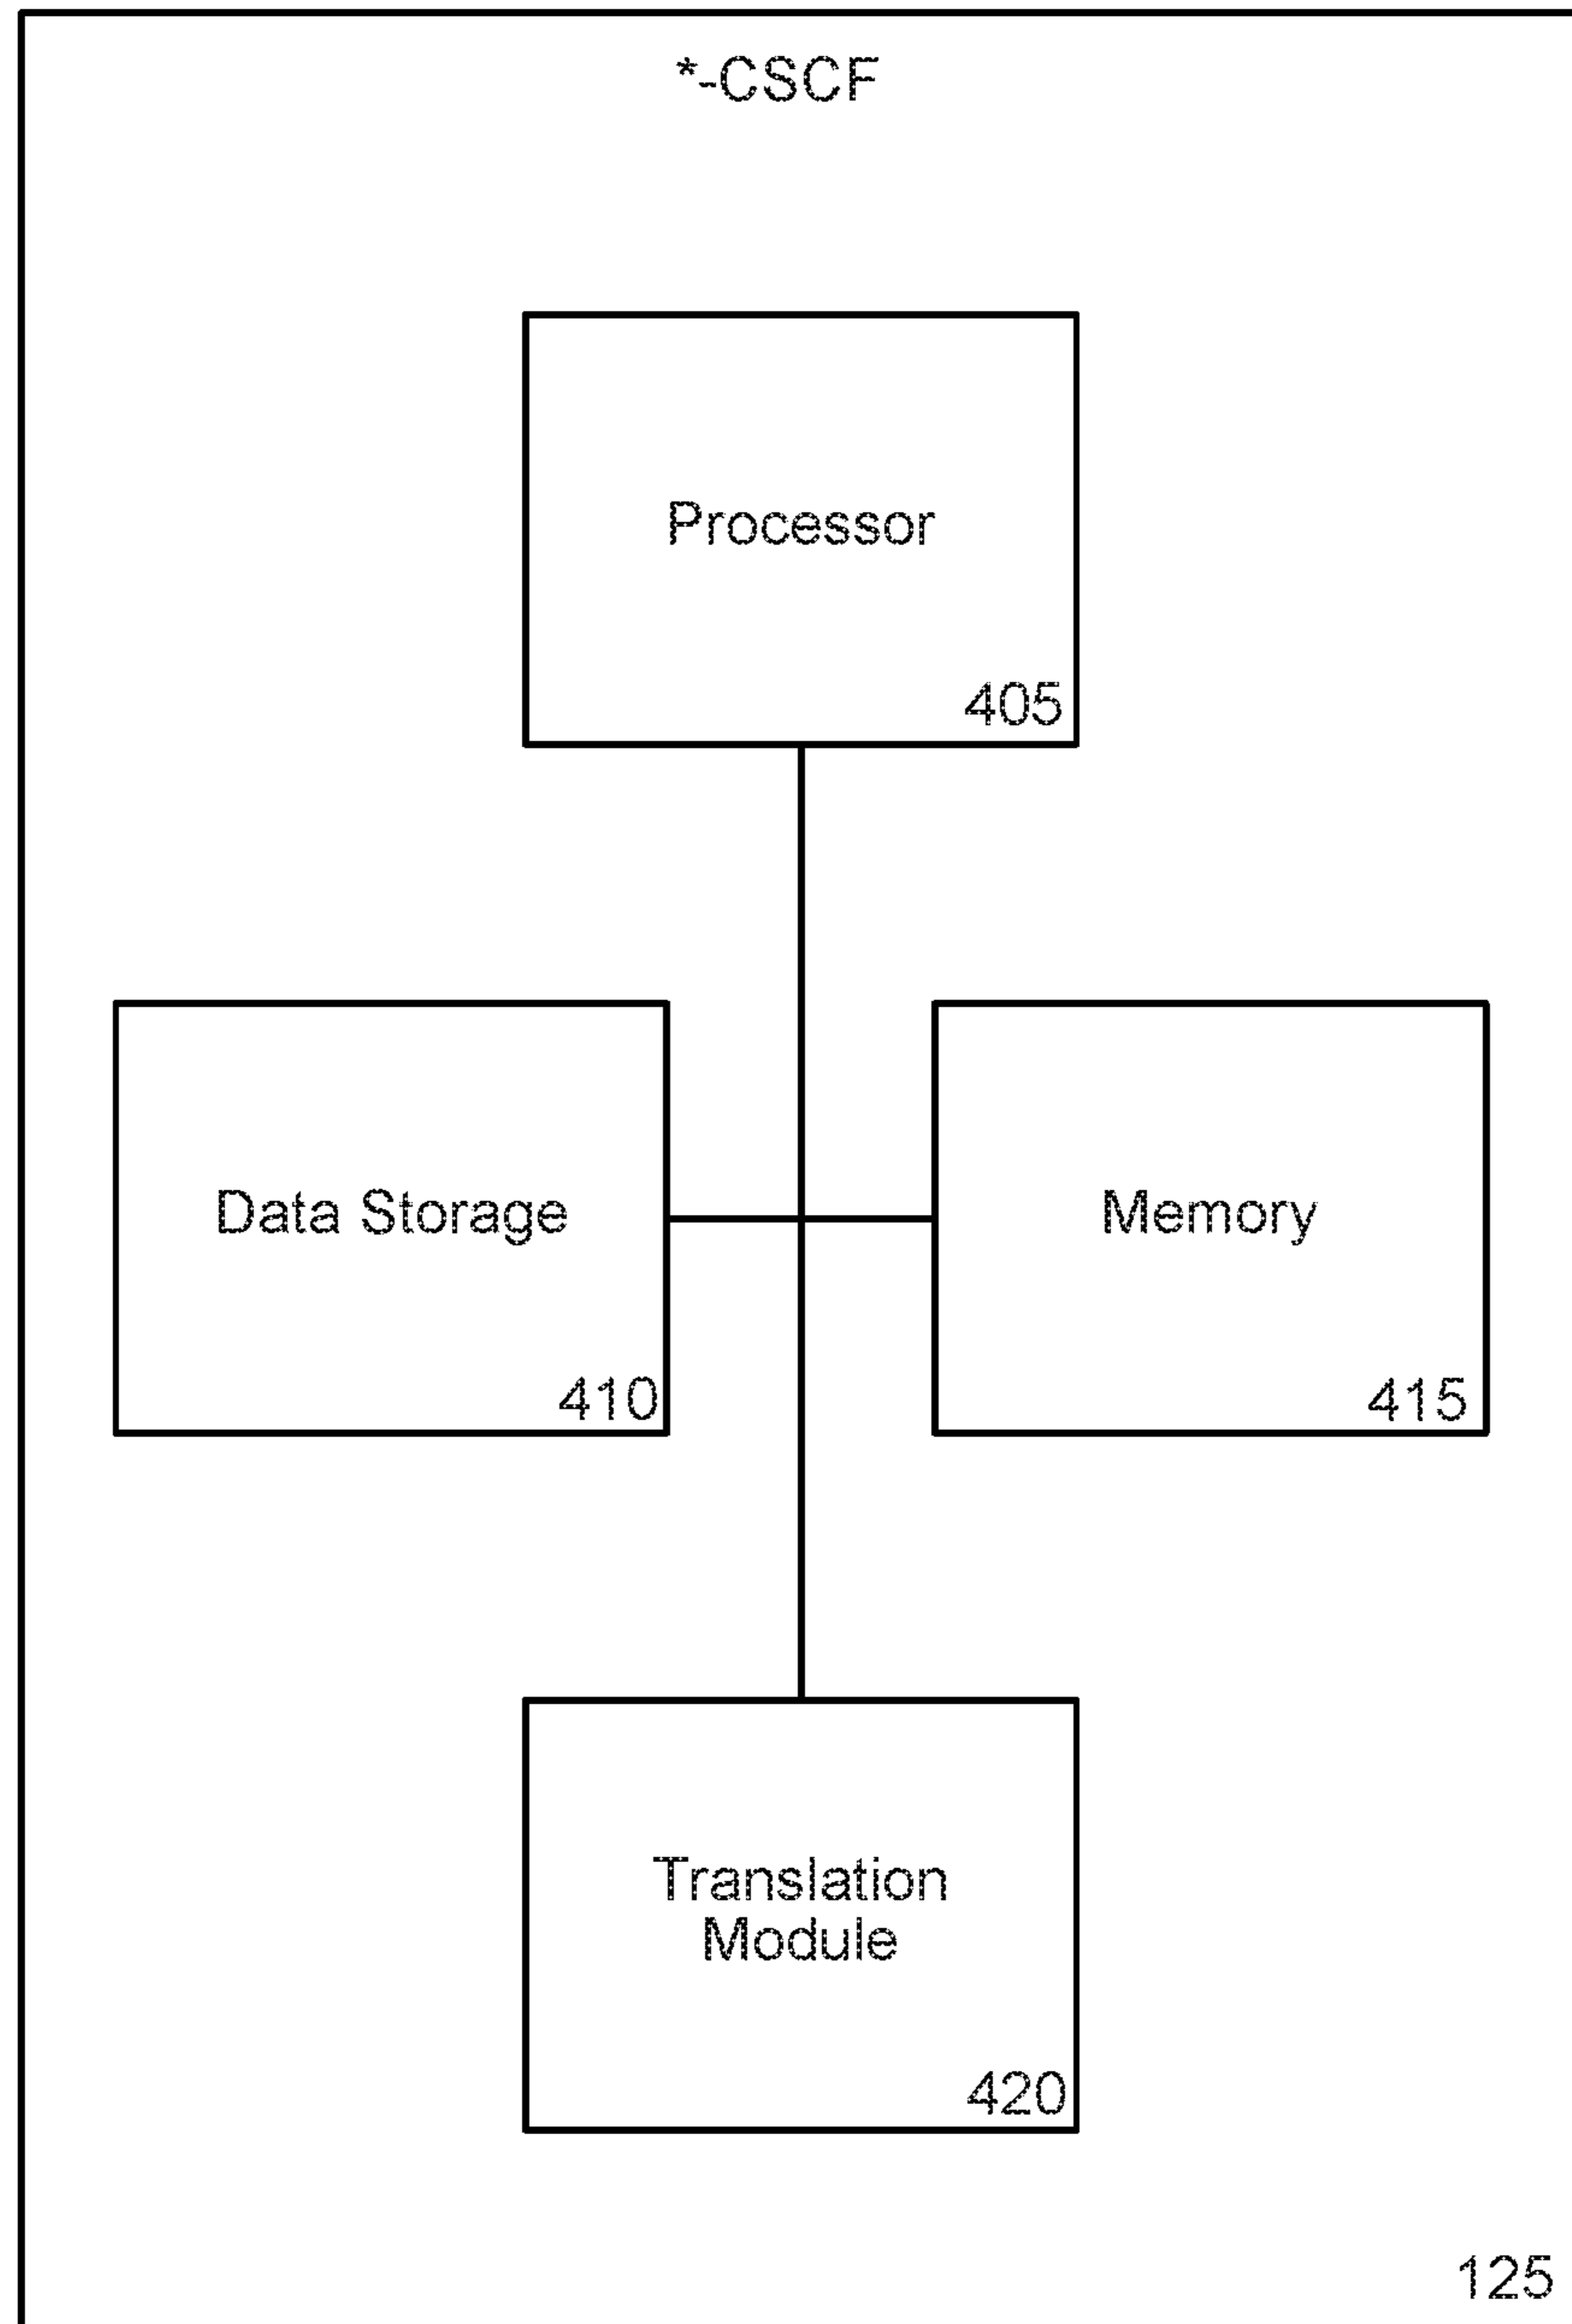 *-CSCF
Processor
405
Data Storage
410
Memory
415
Translation
Module
420
125